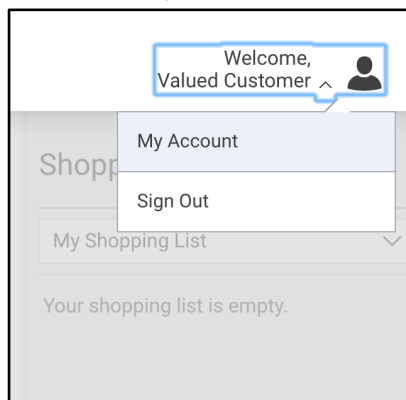 Welcome,
Valued Customer
My Account
Shopp
Sign Out
My Shopping List
Your shopping list is empty.